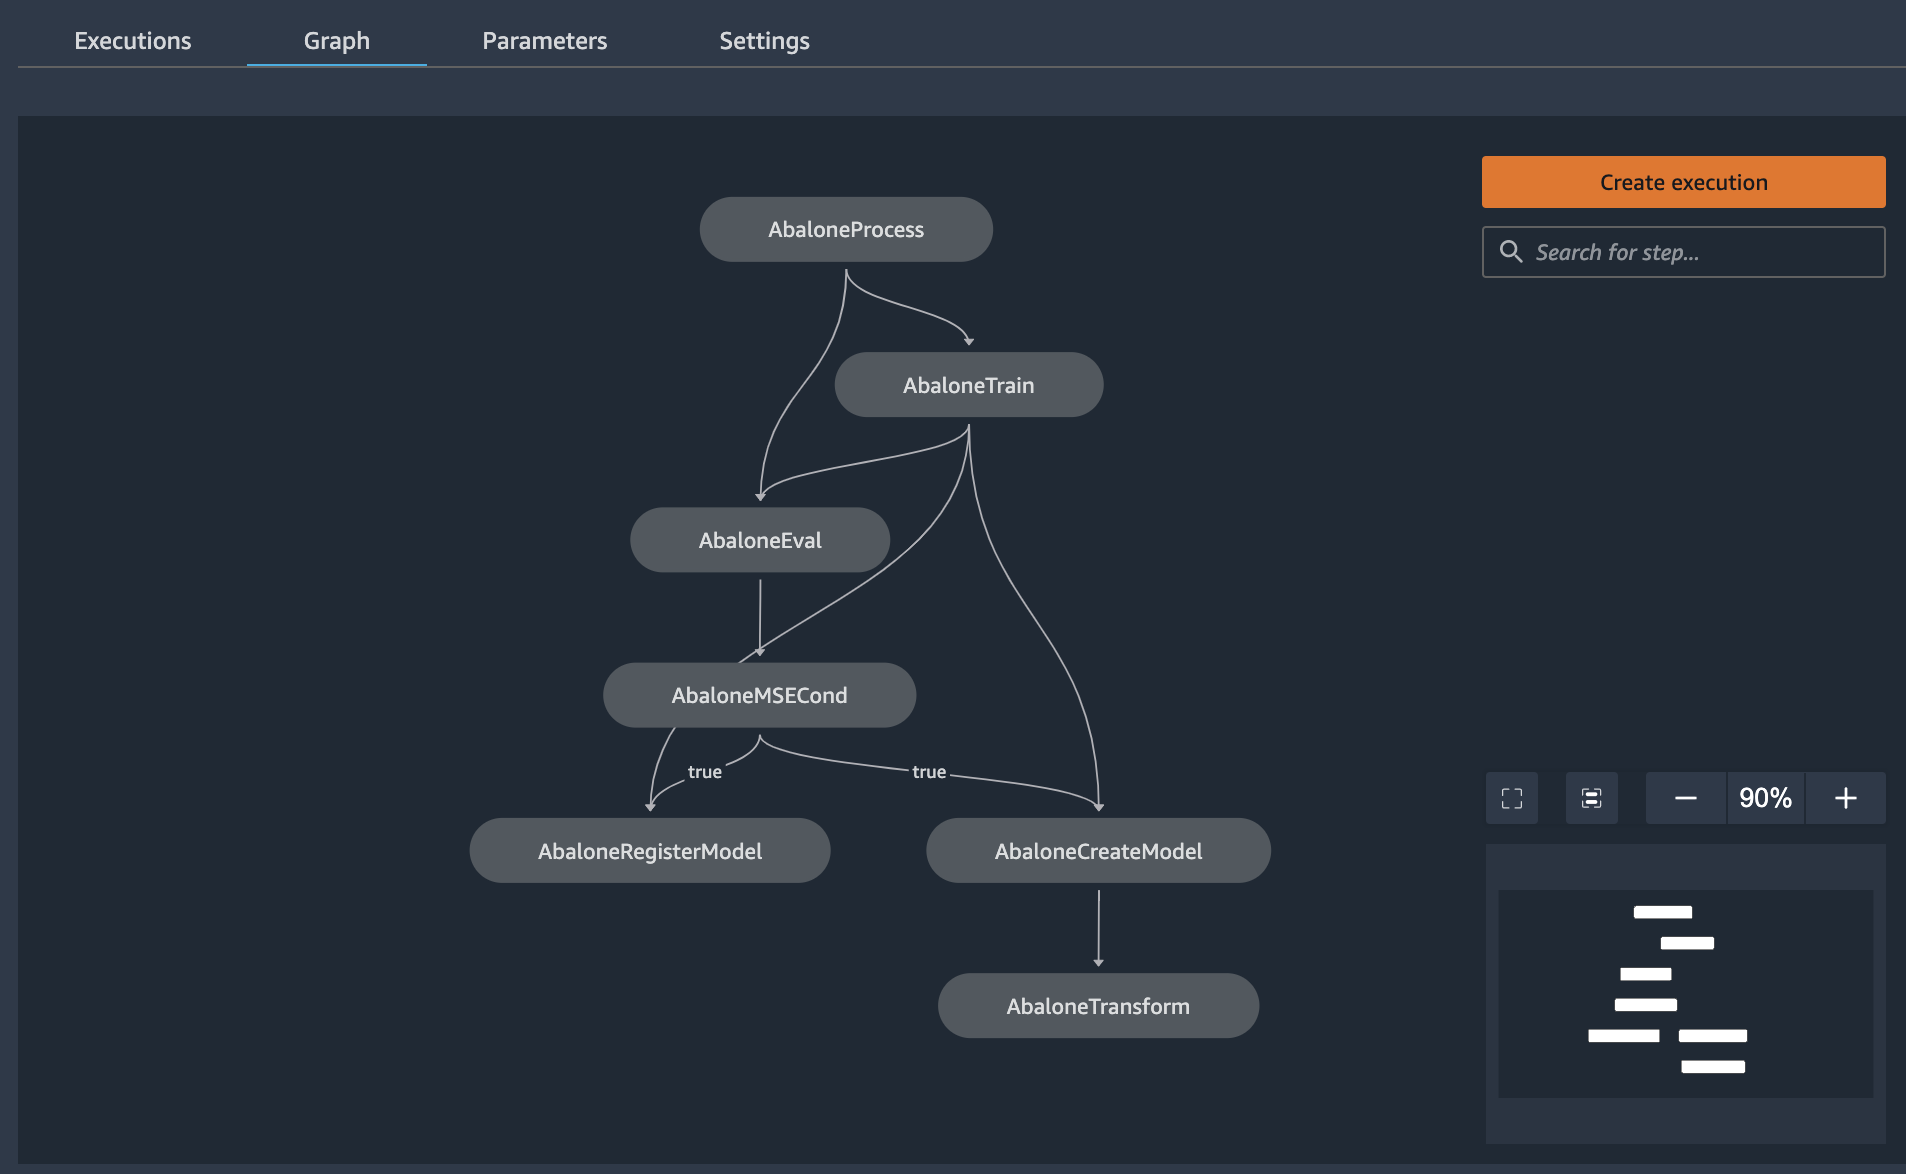 Executions Graph Parameters Settings
Create execution
Search for step...
AbaloneProcess
AbaloneTrain
AbaloneEval
AbaloneMSECond
true true
90%
AbaloneRegisterModel AbaloneCreateModel
AbaloneTransform